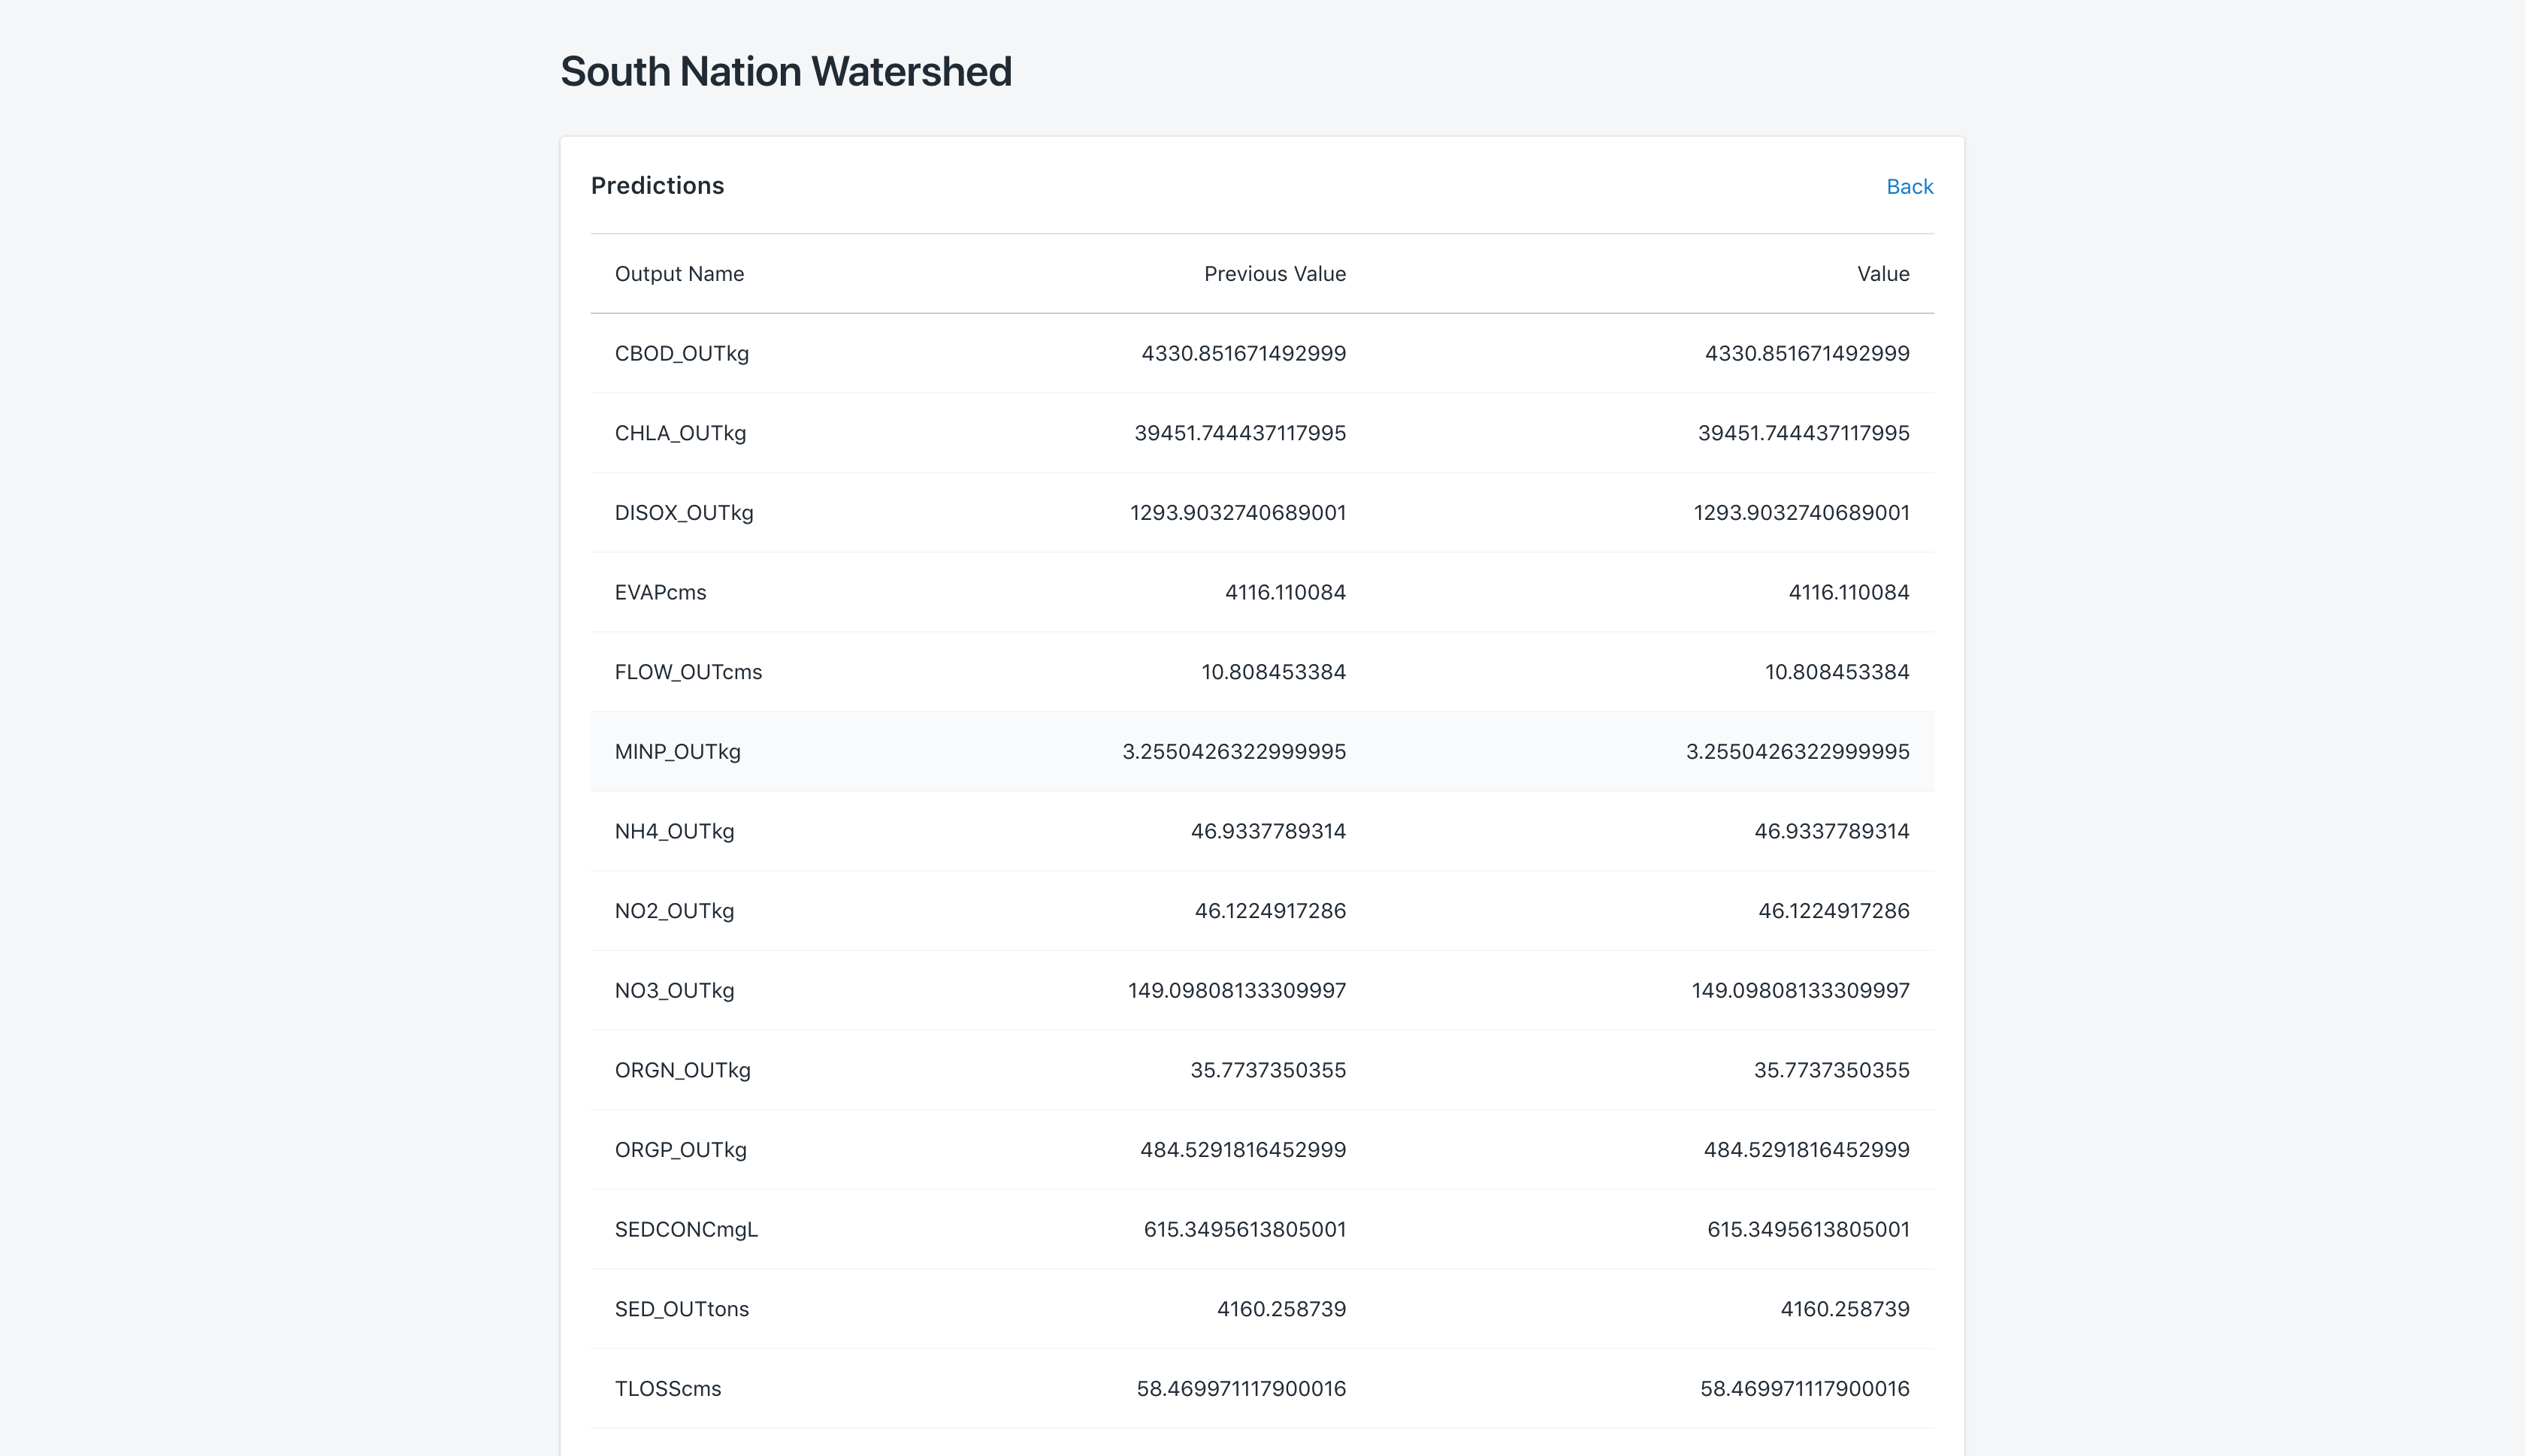 South Nation Watershed
Predictions Back
Output Name Previous Value Value
CBOD_OUTkg 4330.851671492999 4330.851671492999
CHLA_OUTkg 39451.744437117995 39451.744437117995
DISOX_OUTkg 1293.9032740689001 1293.9032740689001
EVAPcms 4116.110084 4116.110084
FLOW_OUTcms 10.808453384 10.808453384
MINP_OUTkg 3.2550426322999995 3.2550426322999995
NH4_OUTkg 46.9337789314 46.9337789314
NO2_OUTkg 46.1224917286 46.1224917286
NO3_OUTkg 149.09808133309997 149.09808133309997
ORGN_OUTkg 35.7737350355 35.7737350355
ORGP_OUTkg 484.5291816452999 484.5291816452999
SEDCONCmgL 615.3495613805001 615.3495613805001
SED_OUTtons 4160.258739 4160.258739
TLOSScms 58.469971117900016 58.469971117900016